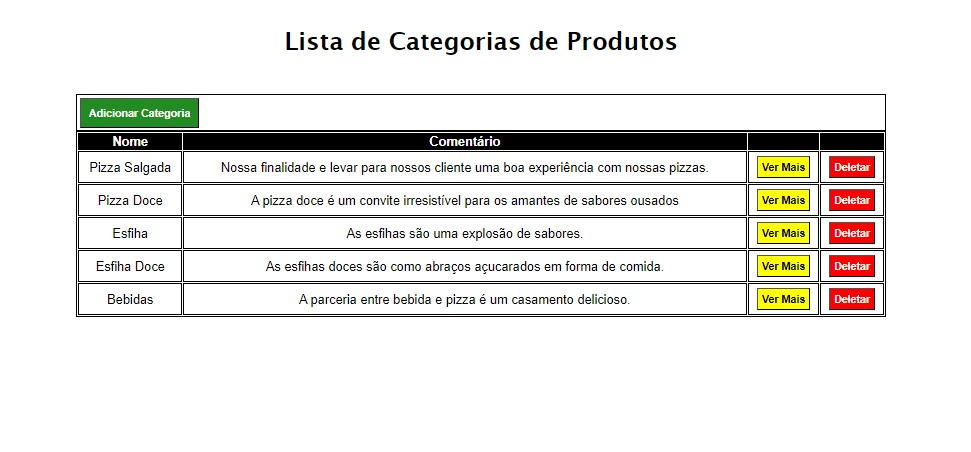 Lista de Categorias de Produtos
Adicionar Categoria
Nome Comentário
Pizza Salgada Nossa finalidade e levar para nossos cliente uma boa experiência com nossas pizzas. Ver Mais Deletar
Pizza Doce A pizza doce é um convite irresistível para os amantes de sabores ousados Ver Mais Deletar
Esfiha As esfihas são uma explosão de sabores. Ver Mais Deletar
Esfiha Doce As esfihas doces são como abraços açucarados em forma de comida. Ver Mais Deletar
Bebidas A parceria entre bebida e pizza é um casamento delicioso. Ver Mais Deletar